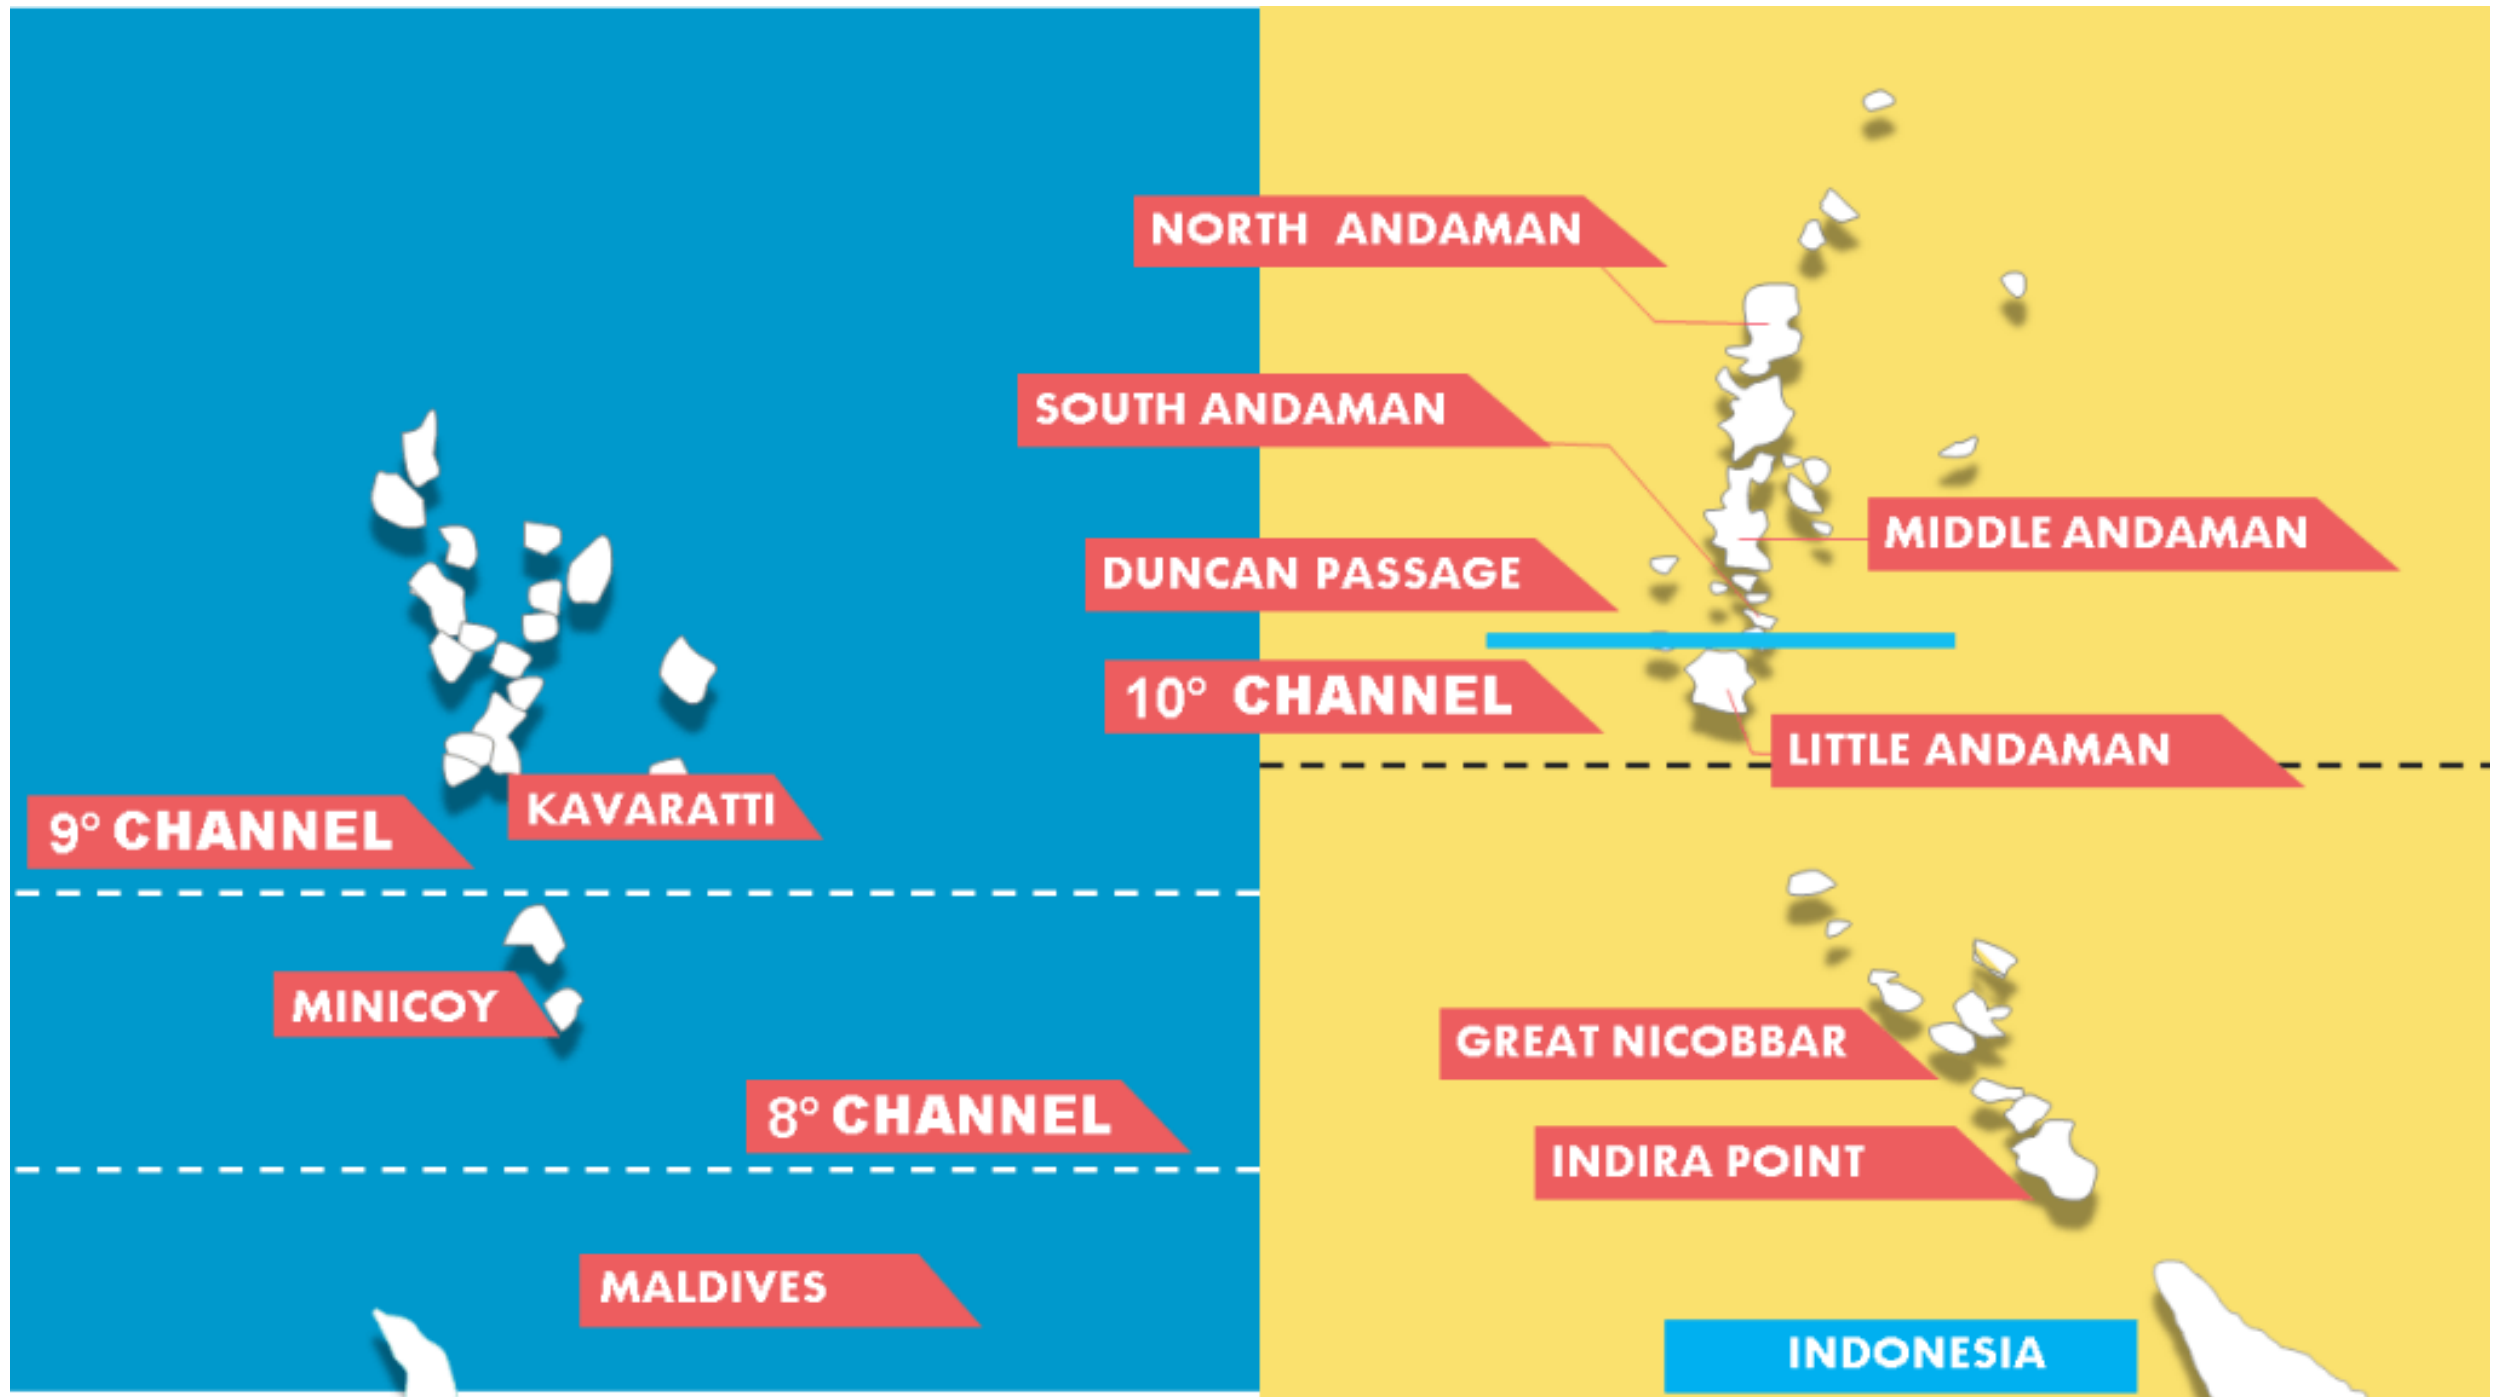 NORTH ANDAMAN
SOUTH ANDAMAN
MIDDLE ANDAMAN
DUNCAN PASSAGE
10° CHANNEL
LITTLE ANDAMAN
KAVARATTI
9° CHANNEL
MINICOY
GREAT NICOBBAR
8° CHANNEL
INDIRA POINT
MALDIVES
INDONESIA